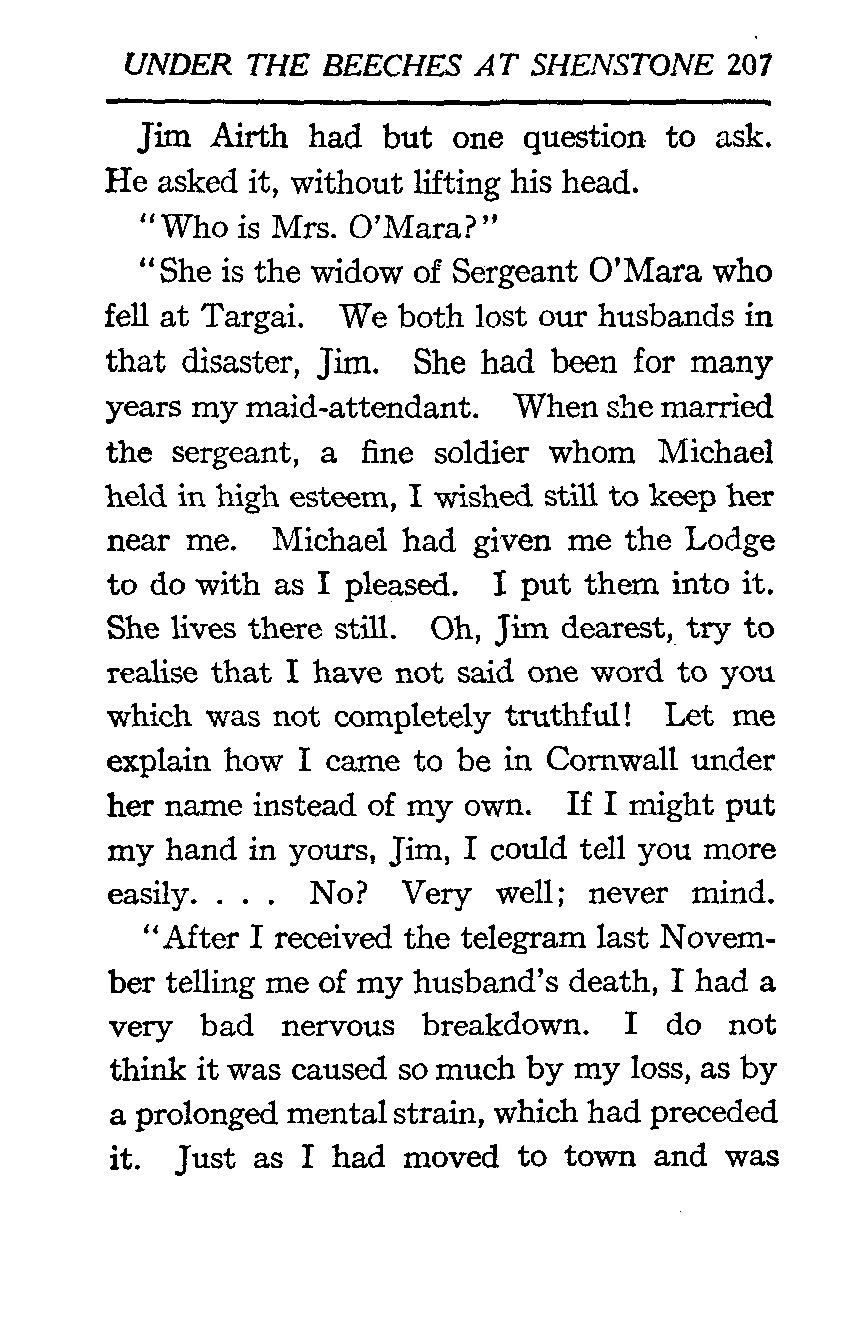 UNDER THE BEECHES AT SHENSTONE 207
Jim Airth had but one question to ask.
He asked it, without lifting his head.
"Who is Mrs. O'Mara?"
"She is the widow of Sergeant O'Mara who
fell at Targai. We both lost our husbands in
that disaster, Jim. She had been for many
years my maid-attendant. When she married
the sergeant, a fine soldier whom Michael
held in high esteem, I wished still to keep her
near me. Michael had given me the Lodge
to do with as I pleased. I put them into it.
She lives there still. Oh, Jim dearest, try to
realise that I have not said one word to you
which was not completely truthful! Let me
explain how I came to be in Cornwall under
her name instead of my own. If I might put
my hand in yours, Jim, I could tell you more
easily. . . . No? Very well; never mind.
"After I received the telegram last Novem-
ber telling me of my husband's death, I had a
very bad nervous breakdown. I do not
think it was caused so much by my loss, as by
a prolonged mental strain, which had preceded
it. Just as I had moved to town and was